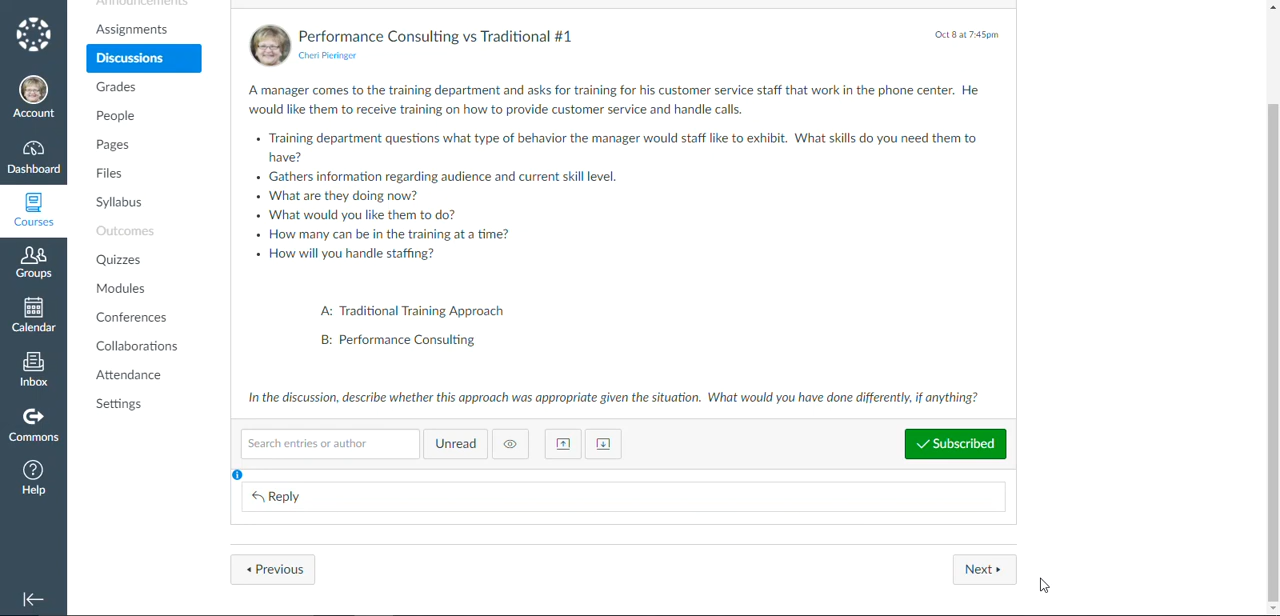 Announcements
Assignments
Discussions
Grades
People
Pages
Files
Syllabus
Outcomes
Quizzes
Modules
Conferences
Collaborations
Attendance
Settings
Account
Dashboard
Courses
Groups
Calendar
Inbox
Commons
Help
Performance Consulting vs Traditional #1
Oct 8 at 7:45pm
Cheri Pieringer
A manager comes to the training department and asks for training for his customer service staff that work in the phone center. He
would like them to receive training on how to provide customer service and handle calls.
• Training department questions what type of behavior the manager would staff like to exhibit. What skills do you need them to
have?
• Gathers information regarding audience and current skill level.
• What are they doing now?
• What would you like them to do?
• How many can be in the training at a time?
• How will you handle staffing?
A: Traditional Training Approach
B: Performance Consulting
In the discussion, describe whether this approach was appropriate given the situation. What would you have done differently, if anything?
Search entries or author
Unread
Subscribed
Reply
Previous
Next